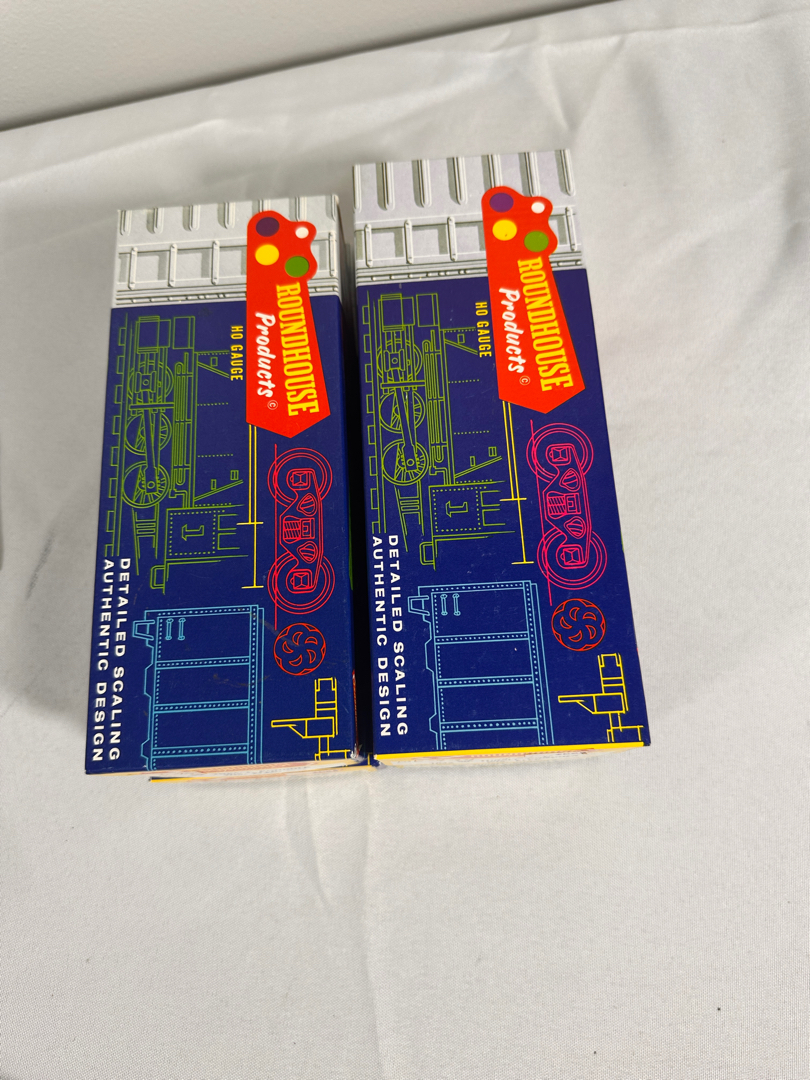 ROUNDHOUSE
Products ©
HO GAUGE
DETAILED SCALING
AUTHENTIC DESIGN
ROUNDHOUSE
Products ©
HO GAUGE
DETAILED SCALING
AUTHENTIC DESIGN